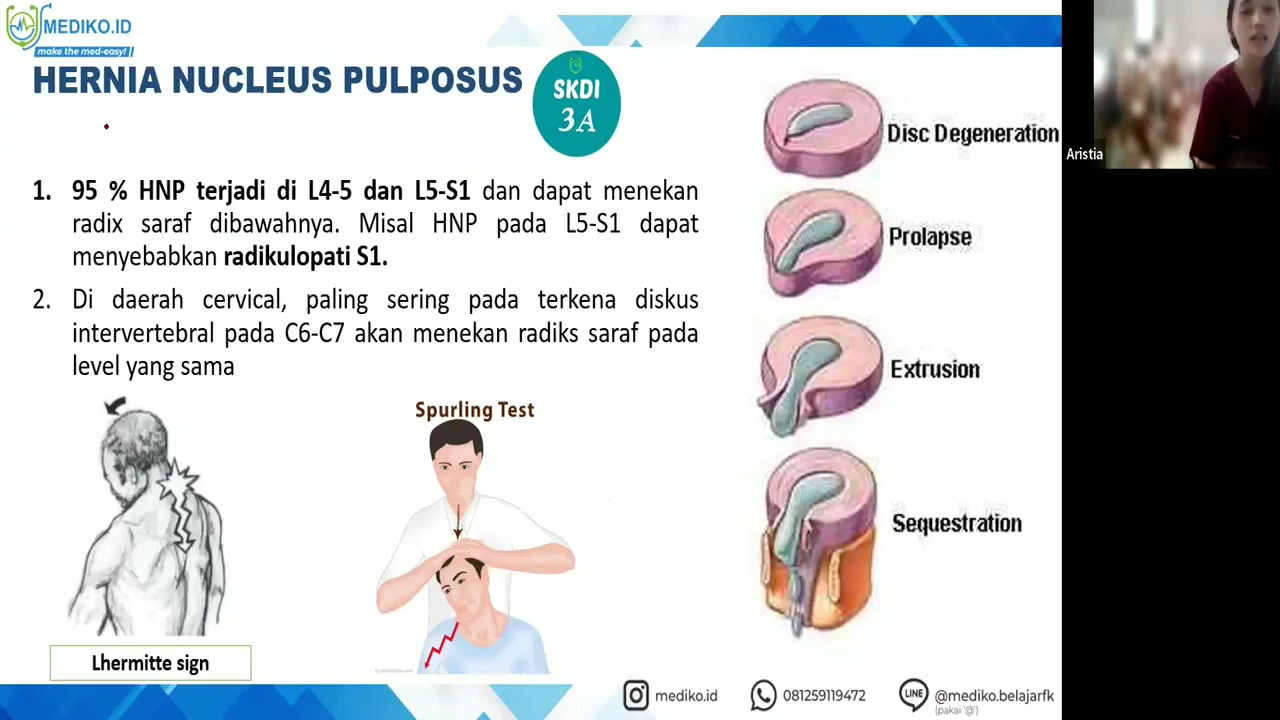 MEDIKO.ID
make the med-easy!
HERNIA NUCLEUS PULPOSUS
SKDI
3A
1. 95 % HNP terjadi di L4-5 dan L5-S1 dan dapat menekan
radix saraf dibawahnya. Misal HNP pada L5-S1 dapat
menyebabkan radikulopati S1.
2. Di daerah cervical, paling sering pada terkena diskus
intervertebral pada C6-C7 akan menekan radiks saraf pada
level yang sama
Lhermitte sign
Spurling Test
Disc Degeneration
Prolapse
Extrusion
Sequestration
Aristia
mediko.id
081259119472
LINE
@mediko.belajarfk
(pakai '@')